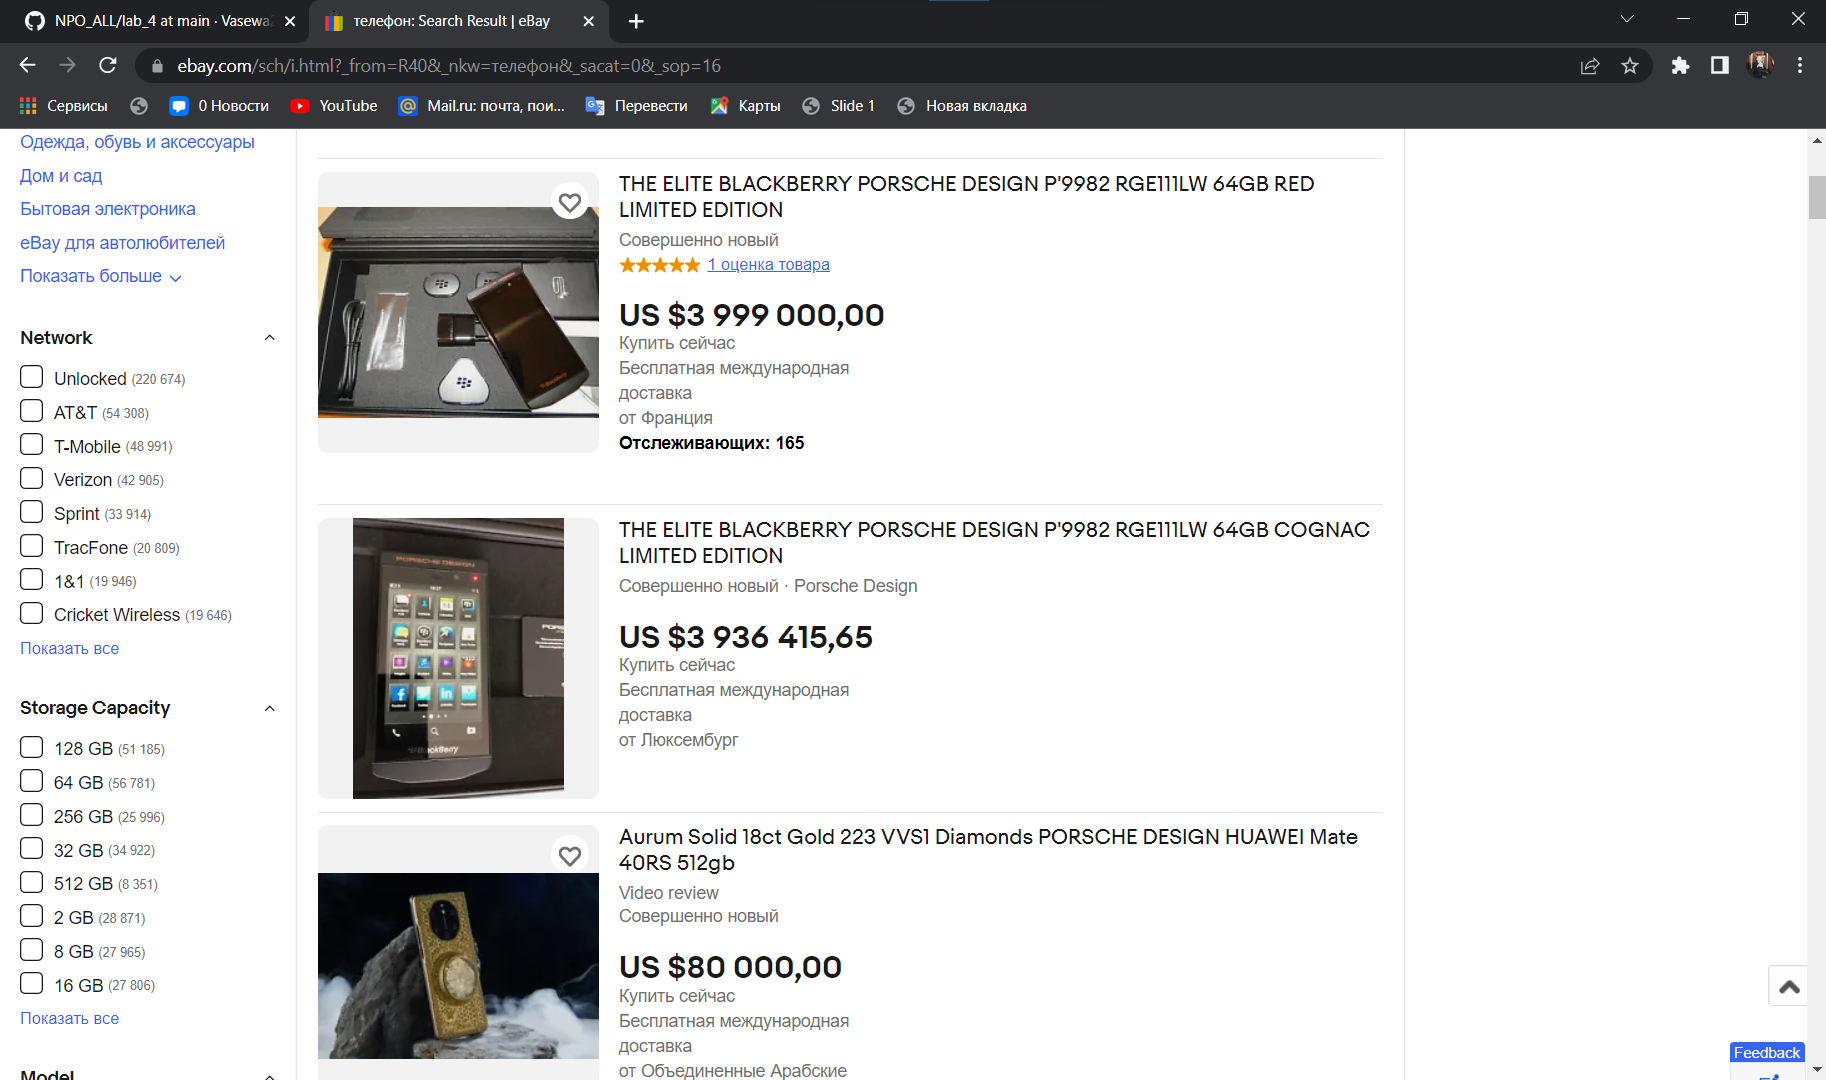 NPO_ALL/lab_4 at main · Vasewa
телефон: Search Result | eBay
ebay.com/sch/i.html?_from=R40&_nkw=телефон&_sacat=0&_sop=16
Сервисы
0 Новости
YouTube
Mail.ru: почта, пои...
Перевести
Карты
Slide 1
Новая вкладка
Одежда, обувь и аксессуары
Дом и сад
Бытовая электроника
eBay для автолюбителей
Показать больше
Network
Unlocked (220 674)
AT&T (54 308)
T-Mobile (48 991)
Verizon (42 905)
Sprint (33 914)
TracFone (20 809)
1&1 (19 946)
Cricket Wireless (19 646)
Показать все
Storage Capacity
128 GB (51 185)
64 GB (56 781)
256 GB (25 996)
32 GB (34 922)
512 GB (8 351)
2 GB (28 871)
8 GB (27 965)
16 GB (27 806)
Показать все
Model
THE ELITE BLACKBERRY PORSCHE DESIGN P'9982 RGE111LW 64GB RED
LIMITED EDITION
Совершенно новый
1 оценка товара
US $3 999 000,00
Купить сейчас
Бесплатная международная
доставка
от Франция
Отслеживающих: 165
PORSCHE DESIGN
BlackBerry
THE ELITE BLACKBERRY PORSCHE DESIGN P'9982 RGE111LW 64GB COGNAC
LIMITED EDITION
Совершенно новый · Porsche Design
US $3 936 415,65
Купить сейчас
Бесплатная международная
доставка
от Люксембург
Aurum Solid 18ct Gold 223 VVS1 Diamonds PORSCHE DESIGN HUAWEI Mate
40RS 512gb
Video review
Совершенно новый
US $80 000,00
Купить сейчас
Бесплатная международная
доставка
от Объединенные Арабские
Feedback